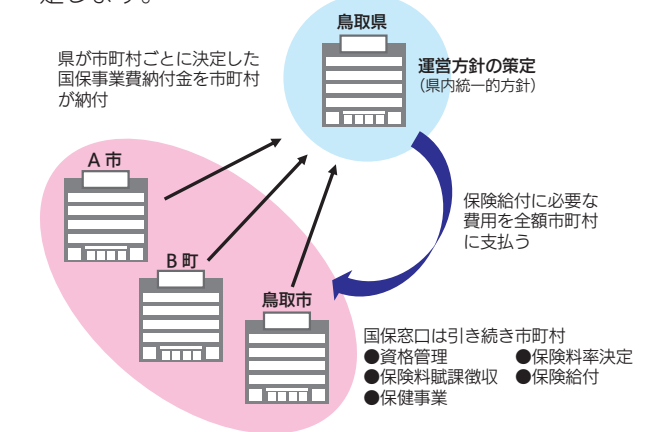 定します。
鳥取県
県が市町村ごとに決定した
国保事業費納付金を市町村
が納付
運営方針の策定
（県内統一的方針）
A 市
B 町
鳥取市
保険給付に必要な
費用を全額市町村
に支払う
国保窓口は引き続き市町村
●資格管理　●保険料率決定
●保険料賦課徴収　●保険給付
●保健事業